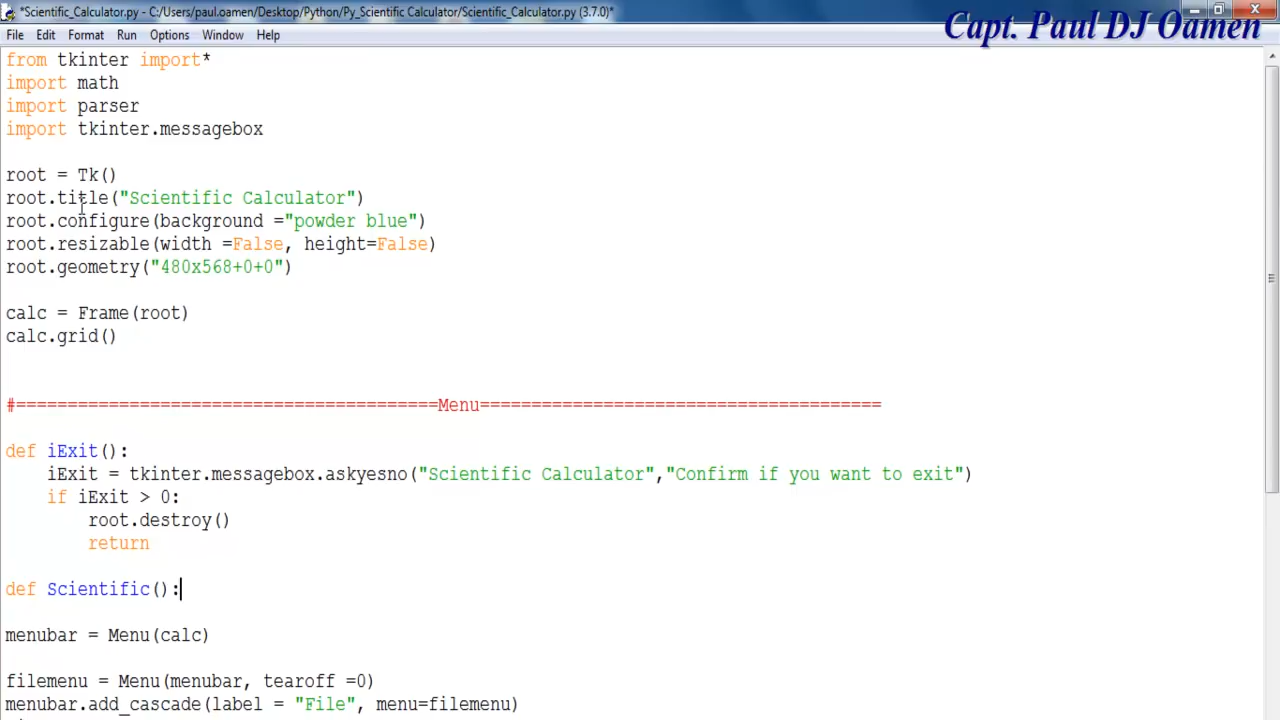 *Scientific_Calculator.py - C:/Users/paul.oamen/Desktop/Python/Py_Scientific Calculator/Scientific_Calculator.py (3.7.0)*
Capt. Paul DJ Oamen
File Edit Format Run Options Window Help
from tkinter import*
import math
import parser
import tkinter.messagebox
root = Tk()
root.title("Scientific Calculator")
root.configure(background ="powder blue")
root.resizable(width =False, height=False)
root.geometry("480x568+0+0")
calc = Frame(root)
calc.grid()
#=========================================Menu=======================================
def iExit():
    iExit = tkinter.messagebox.askyesno("Scientific Calculator","Confirm if you want to exit")
    if iExit > 0:
        root.destroy()
        return
def Scientific():
menubar = Menu(calc)
filemenu = Menu(menubar, tearoff =0)
menubar.add_cascade(label = "File", menu=filemenu)